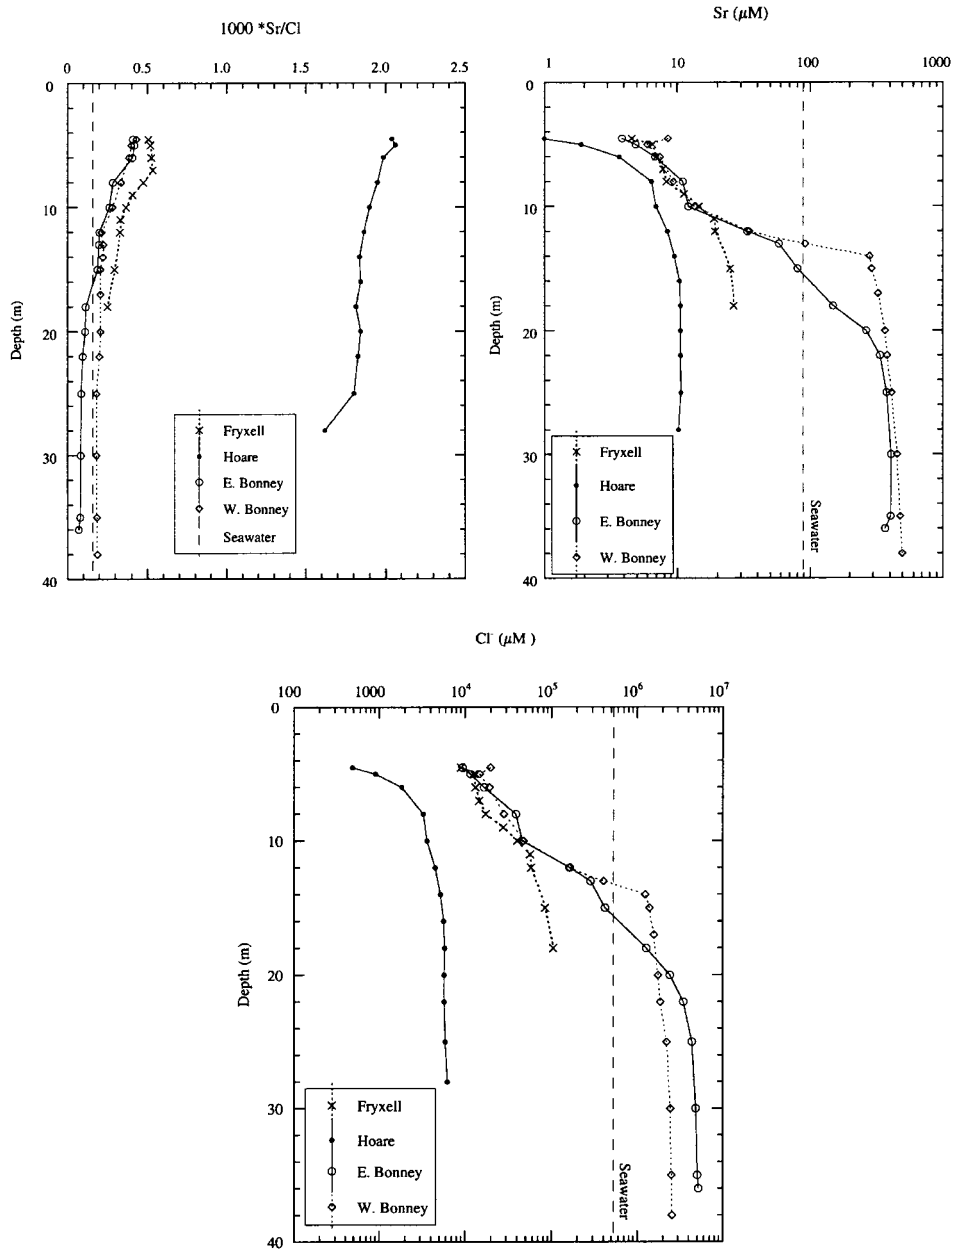 1000 *Sr/Cl
0 0.5 1.5 2.0 2.5
0
10
20
30
40
Depth (m)
Fryxell
Hoare
E. Bonney
W. Bonney
Seawater
Sr (µM)
1 10 100 1000
0
10
20
30
40
Depth (m)
Fryxell
Hoare
E. Bonney
W. Bonney
Seawater
Cl⁻ (µM )
100 1000 10⁴ 10⁵ 10⁶ 10⁷
0
10
20
30
40
Depth (m)
Fryxell
Hoare
E. Bonney
W. Bonney
Seawater